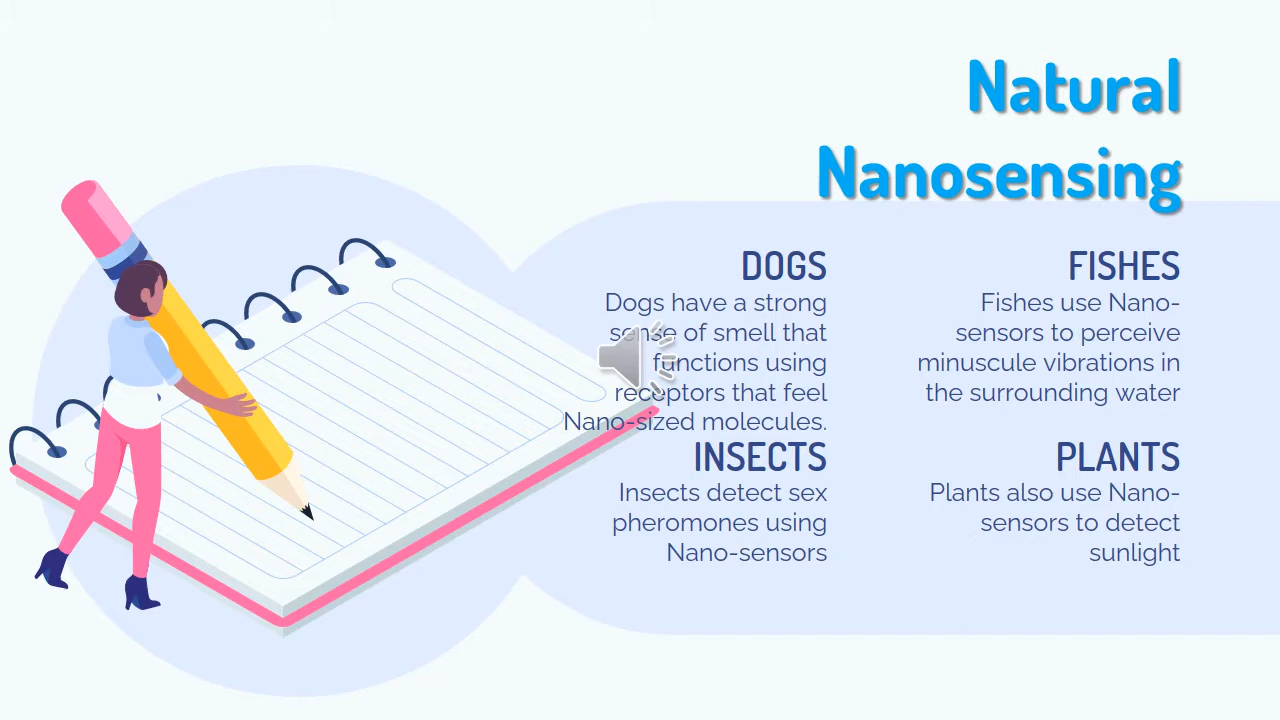 Natural
Nanosensing
DOGS
Dogs have a strong
sense of smell that
functions using
receptors that feel
Nano-sized molecules.
FISHES
Fishes use Nano-
sensors to perceive
minuscule vibrations in
the surrounding water
INSECTS
Insects detect sex
pheromones using
Nano-sensors
PLANTS
Plants also use Nano-
sensors to detect
sunlight